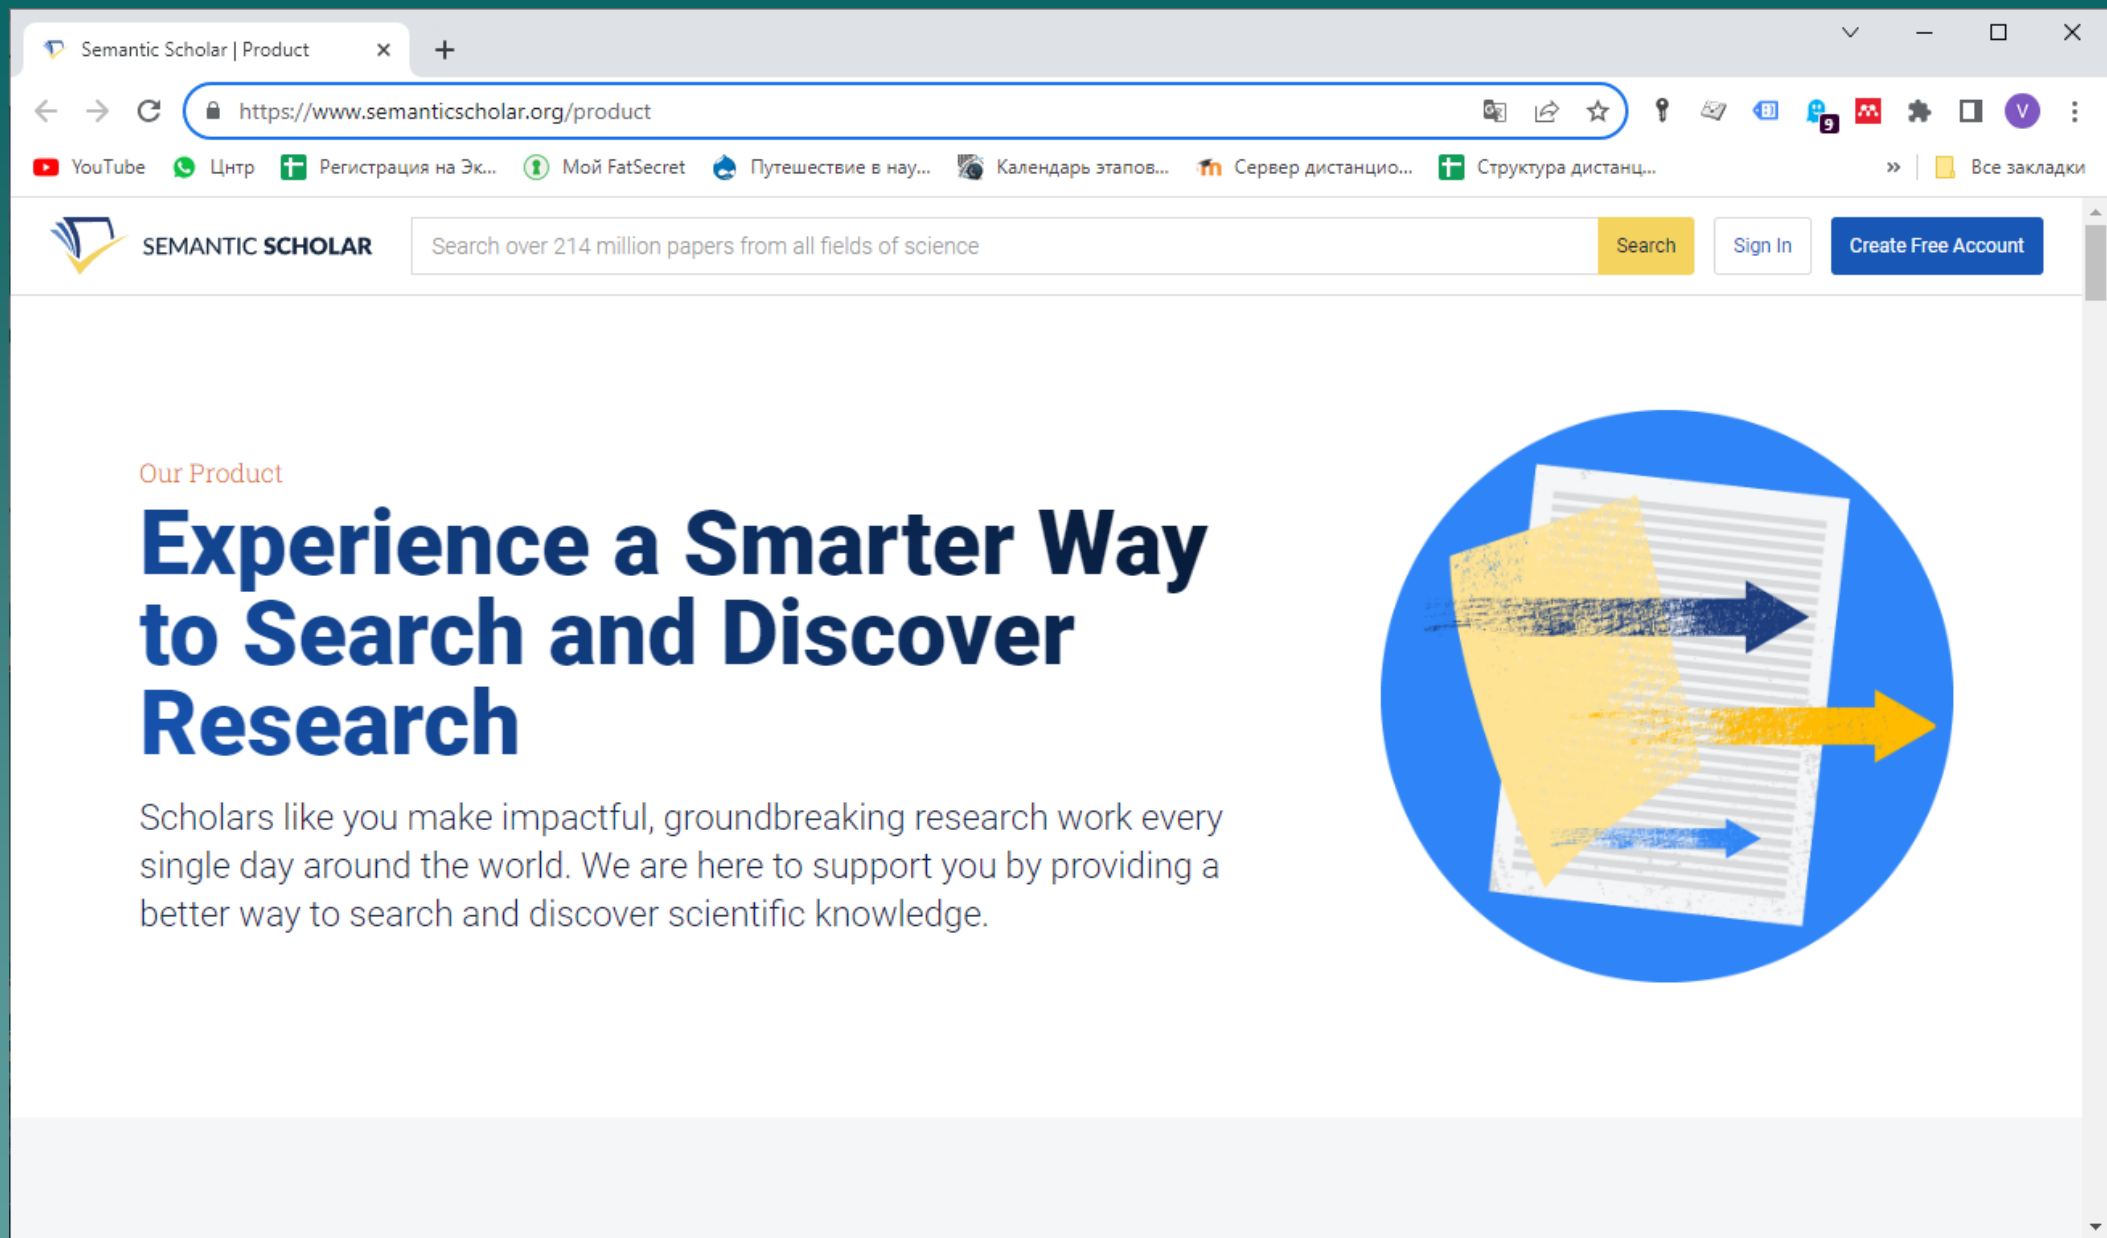 Semantic Scholar | Product
https://www.semanticscholar.org/product
9
V
YouTube Цнтр Регистрация на Эк... Мой FatSecret Путешествие в нау... Календарь этапов... Сервер дистанцио... Структура дистанц... » Все закладки
SEMANTIC SCHOLAR Search over 214 million papers from all fields of science Search Sign In Create Free Account
Our Product
Experience a Smarter Way
to Search and Discover
Research
Scholars like you make impactful, groundbreaking research work every
single day around the world. We are here to support you by providing a
better way to search and discover scientific knowledge.